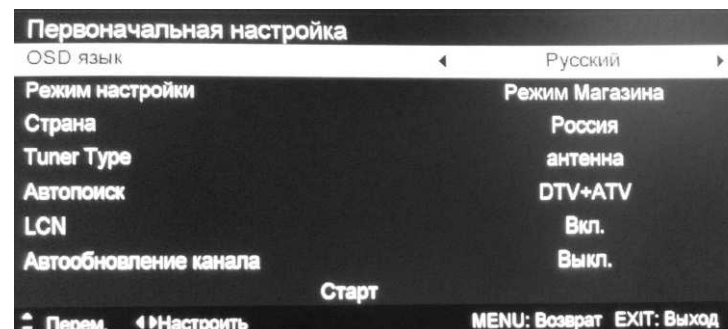 Первоначальная настройка
OSD язык Русский
Режим настройки Режим Магазина
Страна Россия
Tuner Type антенна
Автопоиск DTV+ATV
LCN Вкл.
Автообновление канала Выкл.
Старт
Перем. Настроить MENU: Возврат EXIT: Выход